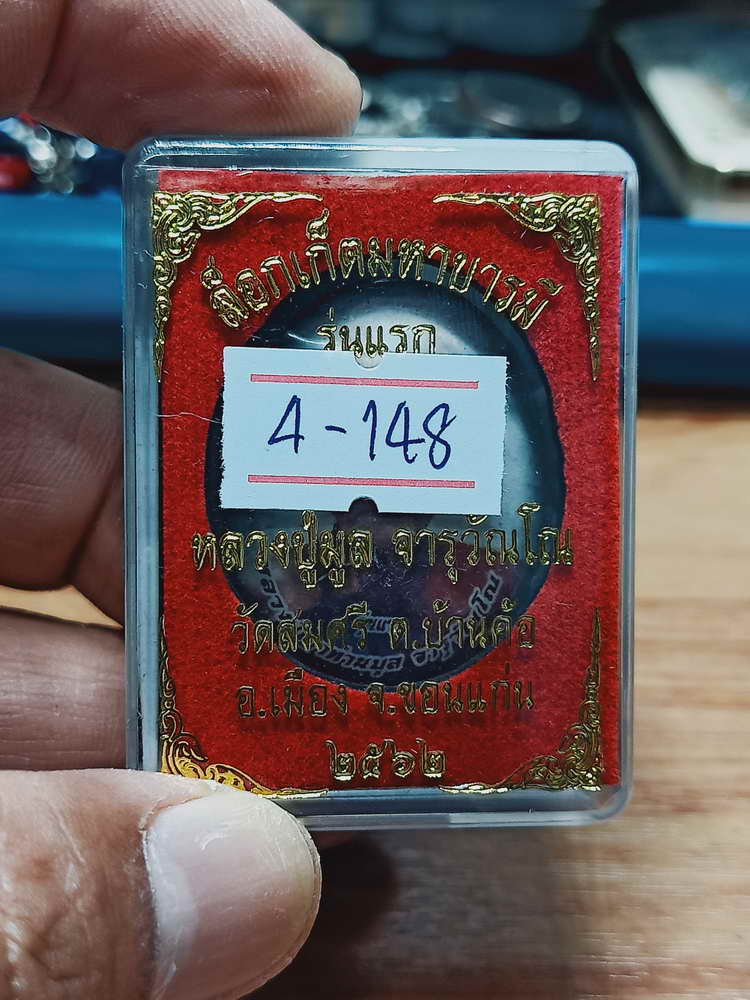 ล็อกเก็ตมหาบารมี
รุ่นแรก
4-148
หลวงปู่มูล จารุวัณโณ
วัดสมศรี ต.บ้านค้อ
อ.เมือง จ.ขอนแก่น
๒๕๖๒